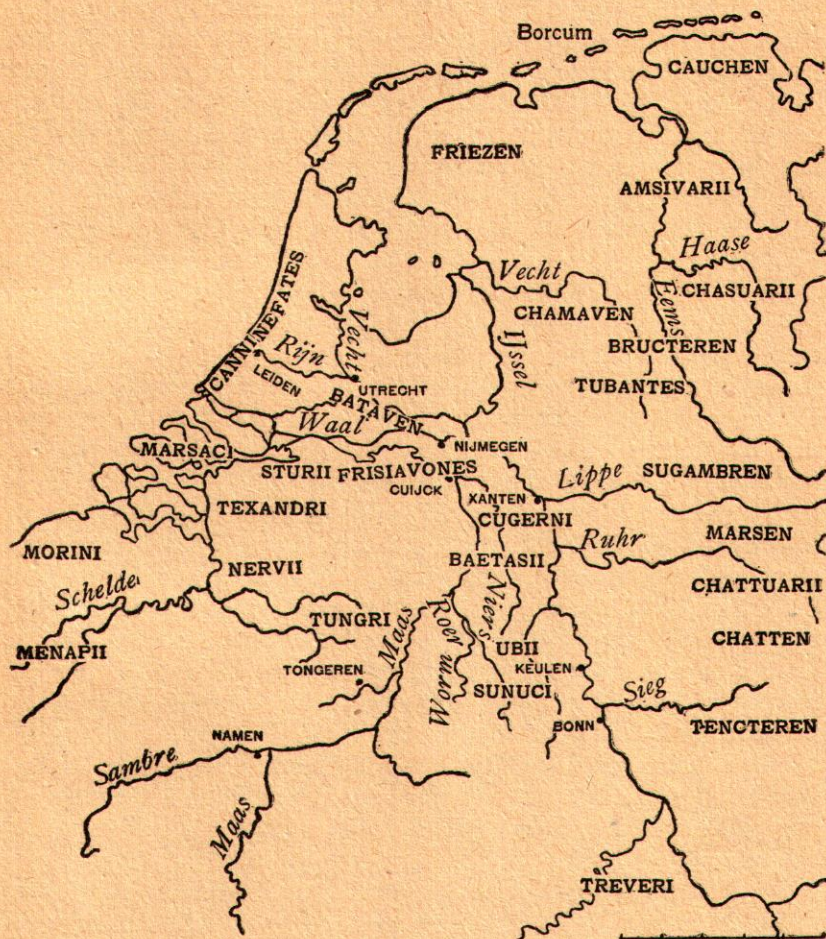 Borcum
CAUCHEN
FRIEZEN
AMSIVARII
Haase
Vecht
CHASUARII
CANNINEFATES
Eems
CHAMAVEN
Vecht
IJssel
Rijn
BRUCTEREN
LEIDEN
UTRECHT
TUBANTES
BATAVEN
Waal
NIJMEGEN
MARSACI
STURII
FRISIAVONES
Lippe
SUGAMBREN
CUIJCK
XANTEN
TEXANDRI
CUGERNI
Ruhr
MARSEN
MORINI
BAETASII
NERVII
Schelde
CHATTUARII
Niers
TUNGRI
Maas
Roer
CHATTEN
MENAPII
UBII
TONGEREN
KEULEN
Worm
SUNUCI
Sieg
BONN
TENCTEREN
NAMEN
Sambre
Maas
TREVERI